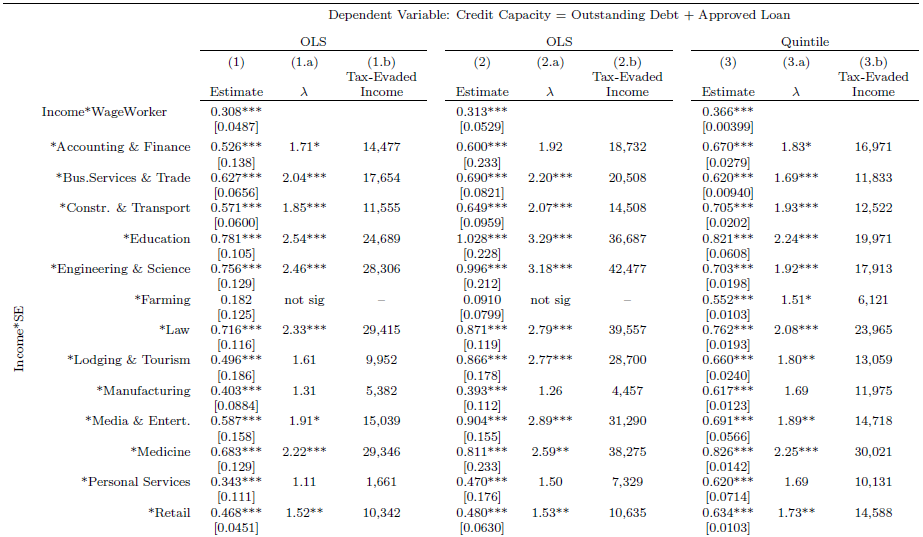 Dependent Variable: Credit Capacity = Outstanding Debt + Approved Loan
OLS OLS Quintile
(1) (1.a) (1.b) (2) (2.a) (2.b) (3) (3.a) (3.b)
Tax-Evaded Tax-Evaded Tax-Evaded
Estimate λ Income Estimate λ Income Estimate λ Income
Income*WageWorker 0.308*** 0.313*** 0.366***
[0.0487] [0.0529] [0.00399]
Income*SE
*Accounting & Finance 0.526*** 1.71* 14,477 0.600*** 1.92 18,732 0.670*** 1.83* 16,971
[0.138] [0.233] [0.0279]
*Bus.Services & Trade 0.627*** 2.04*** 17,654 0.690*** 2.20*** 20,508 0.620*** 1.69*** 11,833
[0.0656] [0.0821] [0.00940]
*Constr. & Transport 0.571*** 1.85*** 11,555 0.649*** 2.07*** 14,508 0.705*** 1.93*** 12,522
[0.0600] [0.0959] [0.0202]
*Education 0.781*** 2.54*** 24,689 1.028*** 3.29*** 36,687 0.821*** 2.24*** 19,971
[0.105] [0.228] [0.0608]
*Engineering & Science 0.756*** 2.46*** 28,306 0.996*** 3.18*** 42,477 0.703*** 1.92*** 17,913
[0.129] [0.212] [0.0198]
*Farming 0.182 not sig – 0.0910 not sig – 0.552*** 1.51* 6,121
[0.125] [0.0799] [0.0103]
*Law 0.716*** 2.33*** 29,415 0.871*** 2.79*** 39,557 0.762*** 2.08*** 23,965
[0.116] [0.119] [0.0193]
*Lodging & Tourism 0.496*** 1.61 9,952 0.866*** 2.77*** 28,700 0.660*** 1.80** 13,059
[0.186] [0.178] [0.0240]
*Manufacturing 0.403*** 1.31 5,382 0.393*** 1.26 4,457 0.617*** 1.69 11,975
[0.0884] [0.112] [0.0123]
*Media & Entert. 0.587*** 1.91* 15,039 0.904*** 2.89*** 31,290 0.691*** 1.89** 14,718
[0.158] [0.155] [0.0566]
*Medicine 0.683*** 2.22*** 29,346 0.811*** 2.59** 38,275 0.826*** 2.25*** 30,021
[0.129] [0.233] [0.0142]
*Personal Services 0.343*** 1.11 1,661 0.470*** 1.50 7,329 0.620*** 1.69 10,131
[0.111] [0.176] [0.0714]
*Retail 0.468*** 1.52** 10,342 0.480*** 1.53** 10,635 0.634*** 1.73** 14,588
[0.0451] [0.0630] [0.0103]